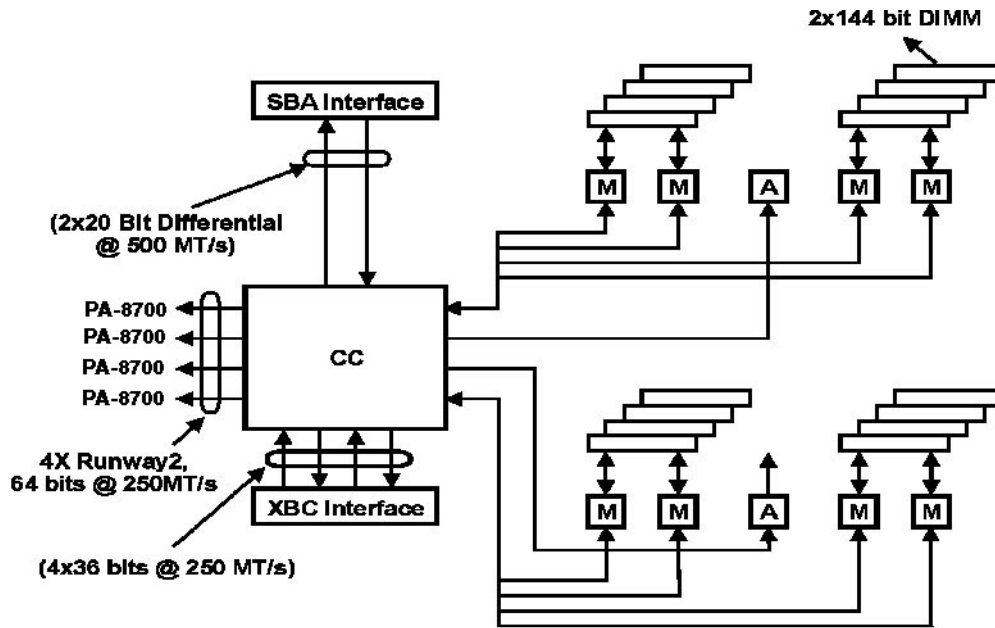 2x144 bit DIMM
SBA Interface
M
M
A
M
M
(2x20 Bit Differential
@ 500 MT/s)
PA-8700
PA-8700
PA-8700
PA-8700
CC
4X Runway2,
64 bits @ 250MT/s
XBC Interface
(4x36 bits @ 250 MT/s)
M
M
A
M
M